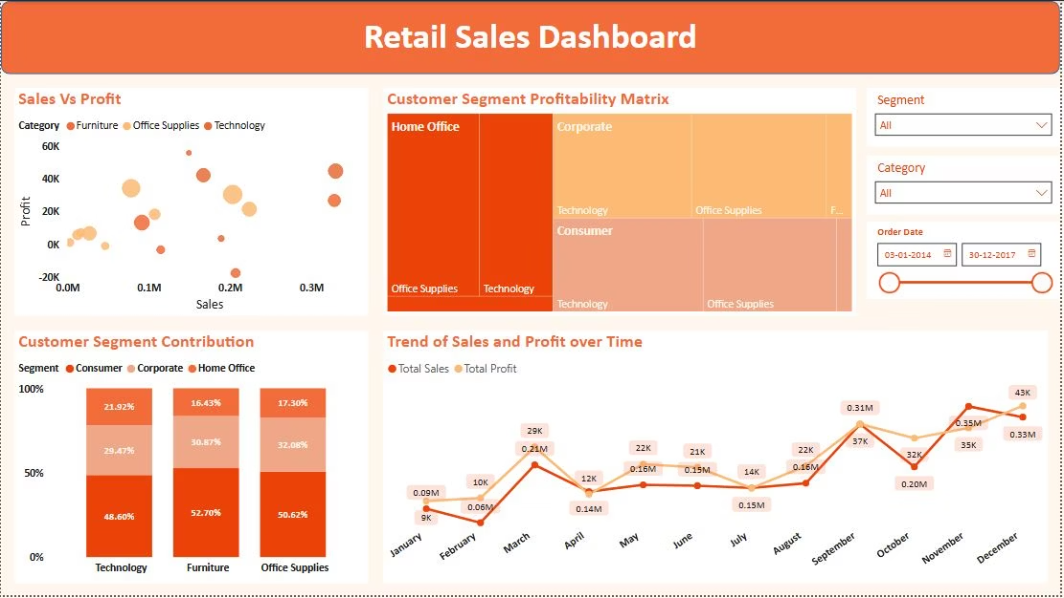 Retail Sales Dashboard
Sales Vs Profit
Category Furniture Office Supplies Technology
60K
40K
20K
0K
-20K
Profit
0.0M 0.1M 0.2M 0.3M
Sales
Customer Segment Profitability Matrix
Home Office
Office Supplies
Technology
Corporate
Technology
Office Supplies
F...
Consumer
Technology
Office Supplies
Segment
All
Category
All
Order Date
03-01-2014 30-12-2017
Customer Segment Contribution
Segment Consumer Corporate Home Office
100%
50%
0%
21.92% 16.43% 17.30%
29.47% 30.87% 32.08%
48.60% 52.70% 50.62%
Technology Furniture Office Supplies
Trend of Sales and Profit over Time
Total Sales Total Profit
0.09M
9K
10K
0.06M
29K
0.21M
12K
0.14M
22K
0.16M
21K
0.15M
14K
0.15M
22K
0.16M
0.31M
37K
32K
0.20M
0.35M
35K
43K
0.33M
January February March April May June July August September October November December